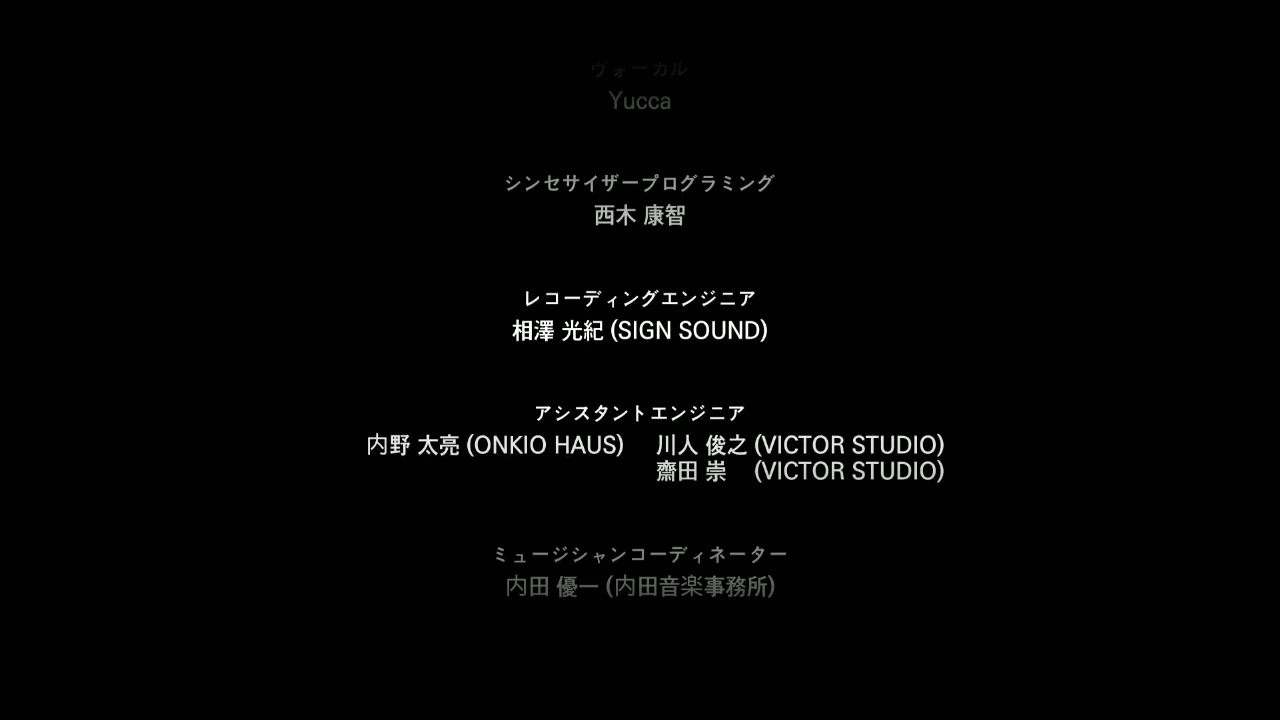 ヴォーカル
Yucca
シンセサイザープログラミング
西木 康智
レコーディングエンジニア
相澤 光紀 (SIGN SOUND)
アシスタントエンジニア
内野 太亮 (ONKIO HAUS) 川人 俊之 (VICTOR STUDIO)
齋田 崇 (VICTOR STUDIO)
ミュージシャンコーディネーター
内田 優一 (内田音楽事務所)